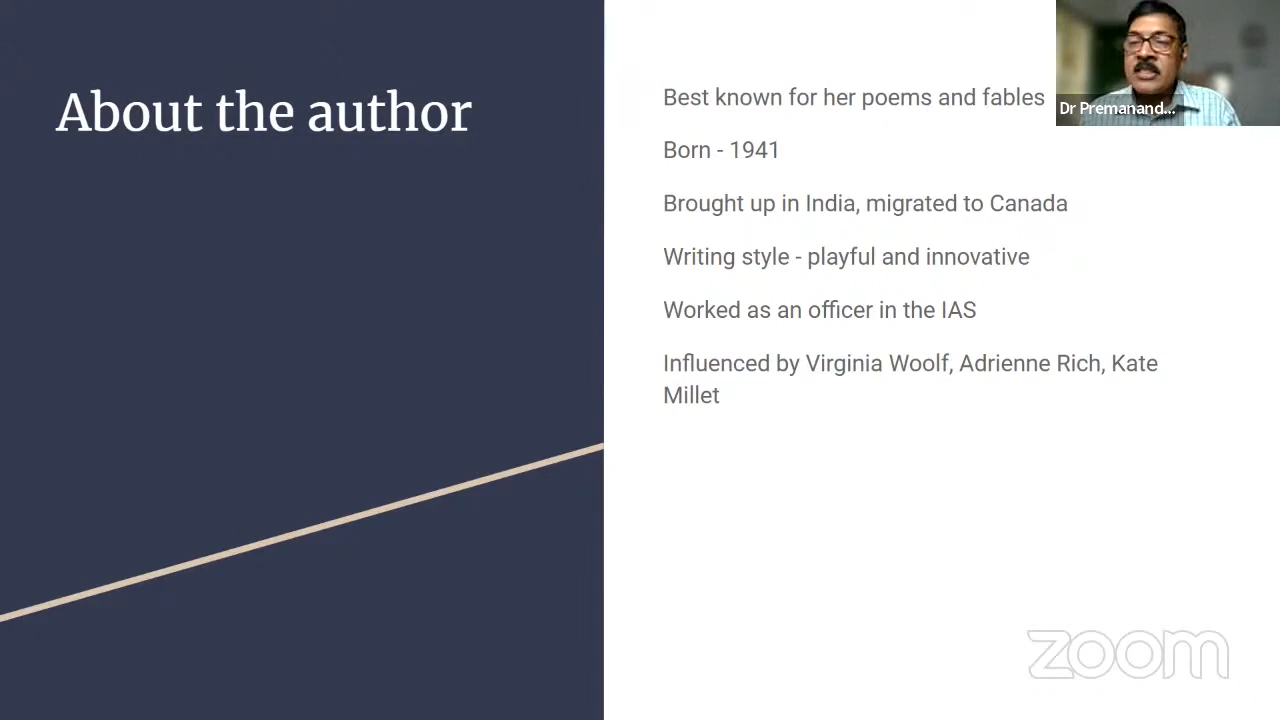 About the author
Best known for her poems and fables
Born - 1941
Brought up in India, migrated to Canada
Writing style - playful and innovative
Worked as an officer in the IAS
Influenced by Virginia Woolf, Adrienne Rich, Kate
Millet
Dr Premanand...
zoom